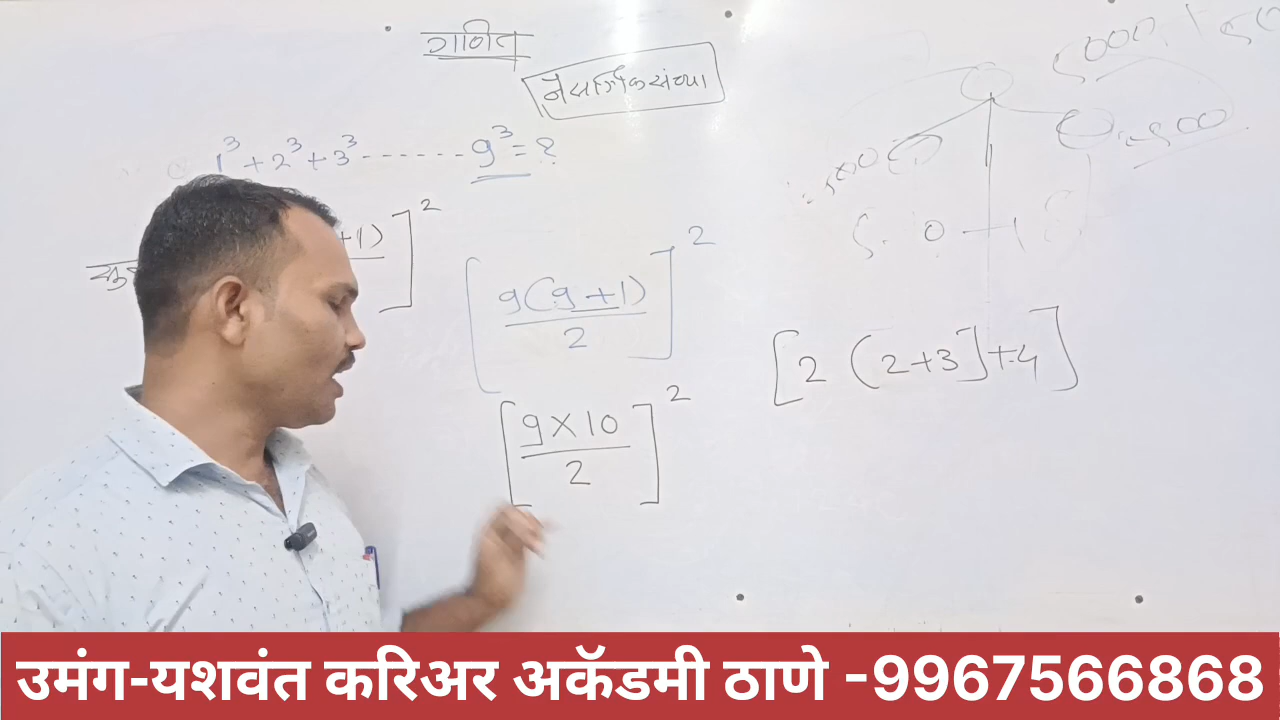 गणित
नैसर्गिक संख्या
1³ + 2³ + 3³ ------ 9³ = ?
+1) ]²
[ 9(9+1) / 2 ]²
[ 2 (2+3] +4 ]
[ 9×10 / 2 ]²
उमंग-यशवंत करिअर अकॅडमी ठाणे -9967566868